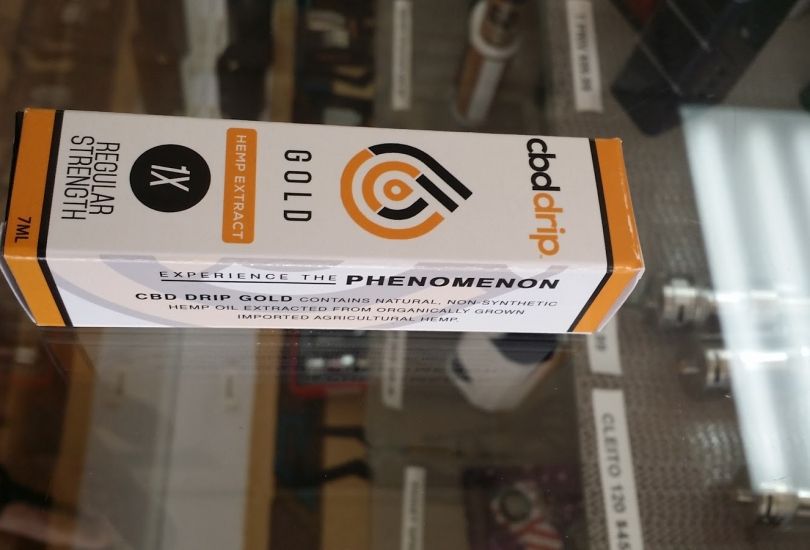 cbddrip
GOLD
HEMP EXTRACT
1X
REGULAR
STRENGTH
7ML
EXPERIENCE THE PHENOMENON
CBD DRIP GOLD CONTAINS NATURAL, NON-SYNTHETIC
HEMP OIL EXTRACTED FROM ORGANICALLY GROWN
IMPORTED AGRICULTURAL HEMP.
CLEITO 120 $45